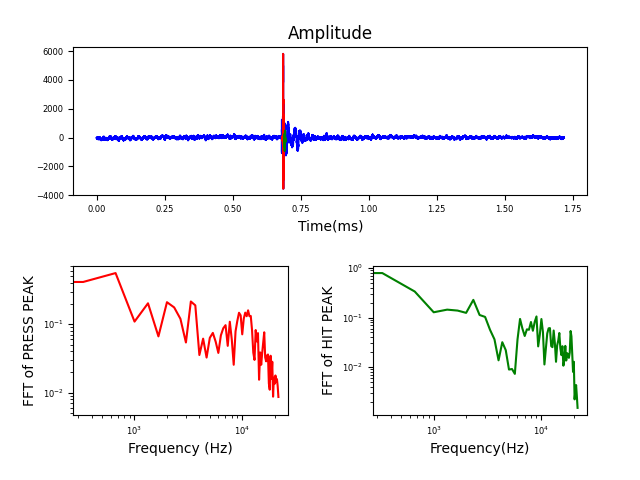 Amplitude
6000
4000
2000
0
−2000
−4000
0.00 0.25 0.50 0.75 1.00 1.25 1.50 1.75
Time(ms)
FFT of PRESS PEAK
10⁻¹
10⁻²
10³ 10⁴
Frequency (Hz)
FFT of HIT PEAK
10⁰
10⁻¹
10⁻²
10³ 10⁴
Frequency(Hz)